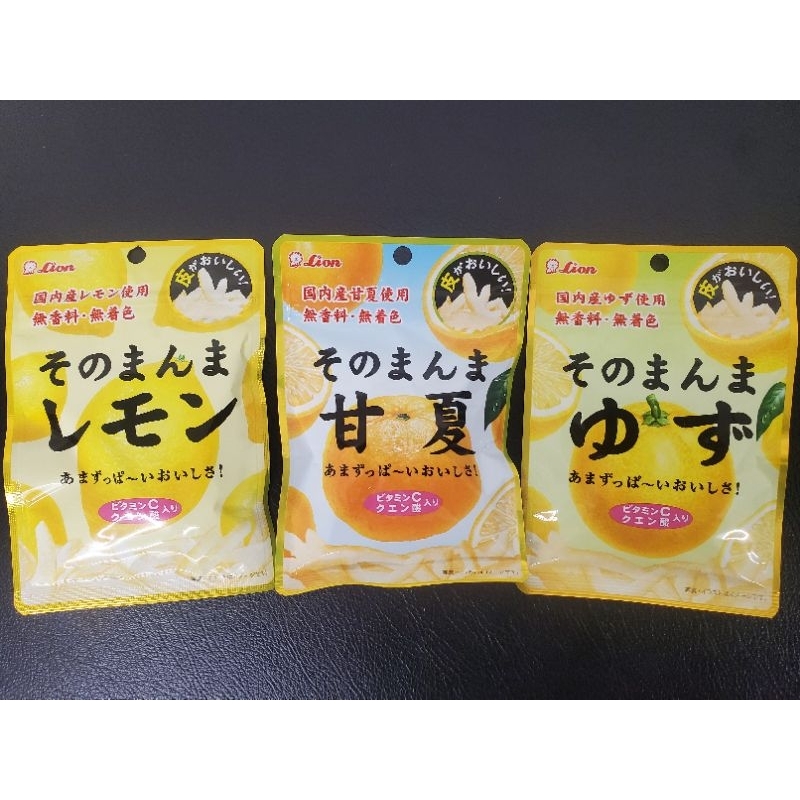 Lion
国内産レモン使用
無香料・無着色
皮がおいしい!
そのまんま
レモン
あまずっぱ〜いおいしさ!
ビタミンC
クエン酸
入り
Lion
国内産甘夏使用
無香料・無着色
皮がおいしい!
そのまんま
甘夏
あまずっぱ〜いおいしさ!
ビタミンC
クエン酸
入り
Lion
国内産ゆず使用
無香料・無着色
皮がおいしい!
そのまんま
ゆず
あまずっぱ〜いおいしさ!
ビタミンC
クエン酸
入り